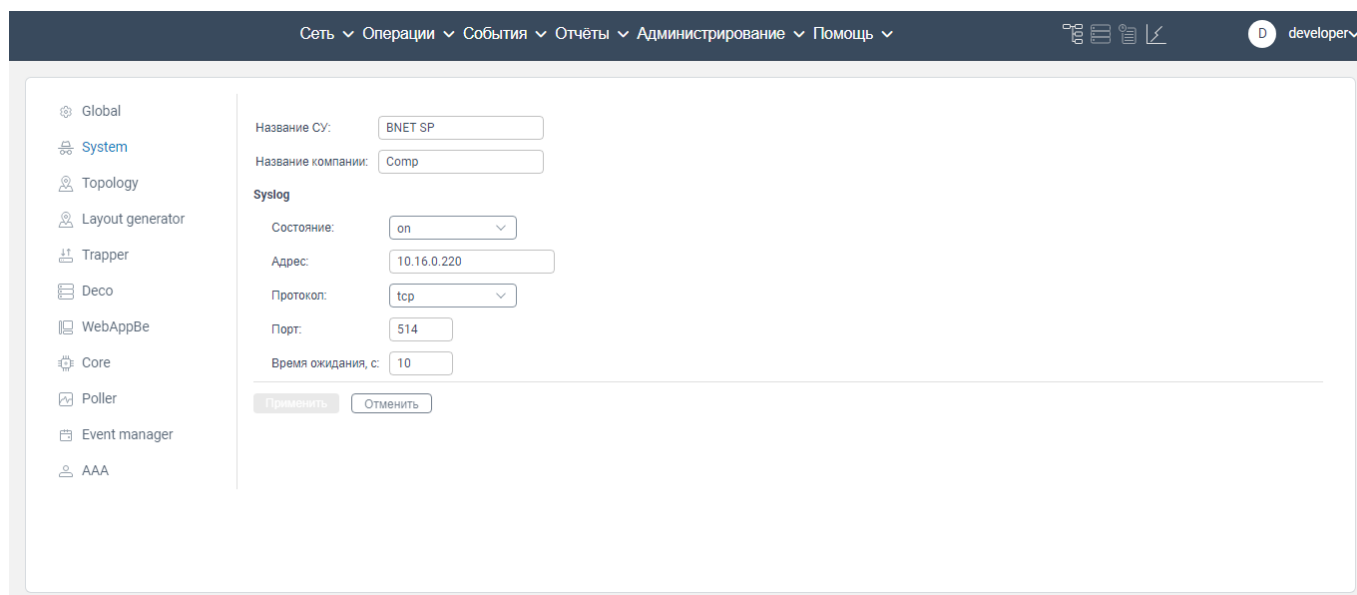 Сеть Операции События Отчёты Администрирование Помощь D developer
Global
System
Topology
Layout generator
Trapper
Deco
WebAppBe
Core
Poller
Event manager
AAA
Название СУ: BNET SP
Название компании: Comp
Syslog
Состояние: on
Адрес: 10.16.0.220
Протокол: tcp
Порт: 514
Время ожидания, с: 10
Применить Отменить